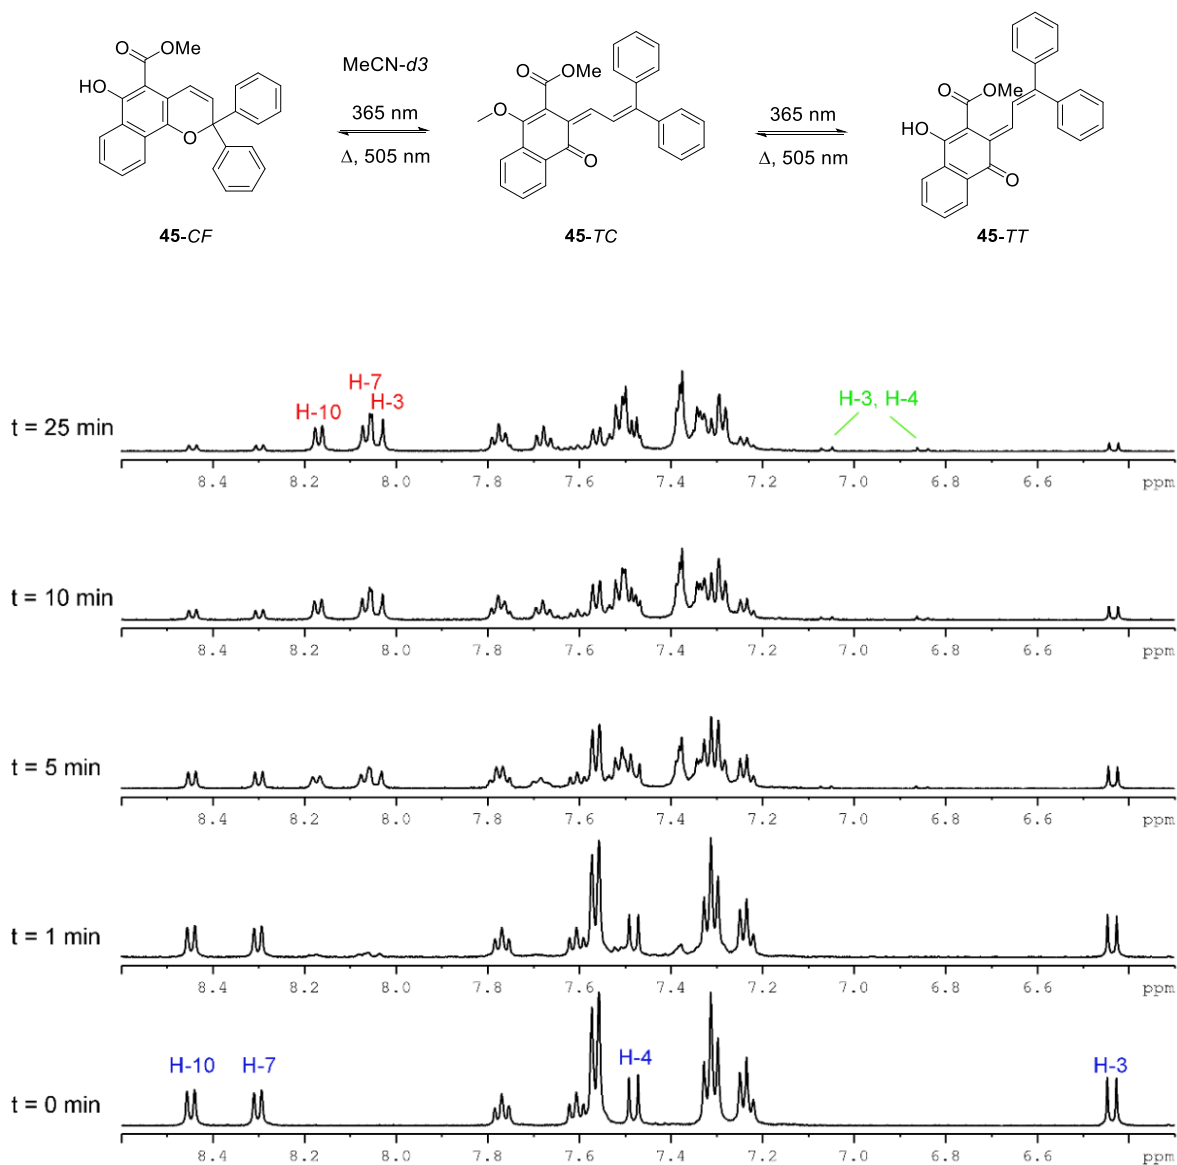 O OMe
HO
O
MeCN-d3
365 nm
Δ, 505 nm
O OMe
O
O
365 nm
Δ, 505 nm
O OMe
HO
O
45-CF
45-TC
45-TT
t = 25 min
H-10
H-7
H-3
H-3, H-4
8.4 8.2 8.0 7.8 7.6 7.4 7.2 7.0 6.8 6.6 ppm
t = 10 min
8.4 8.2 8.0 7.8 7.6 7.4 7.2 7.0 6.8 6.6 ppm
t = 5 min
8.4 8.2 8.0 7.8 7.6 7.4 7.2 7.0 6.8 6.6 ppm
t = 1 min
8.4 8.2 8.0 7.8 7.6 7.4 7.2 7.0 6.8 6.6 ppm
t = 0 min
H-10 H-7 H-4 H-3
8.4 8.2 8.0 7.8 7.6 7.4 7.2 7.0 6.8 6.6 ppm